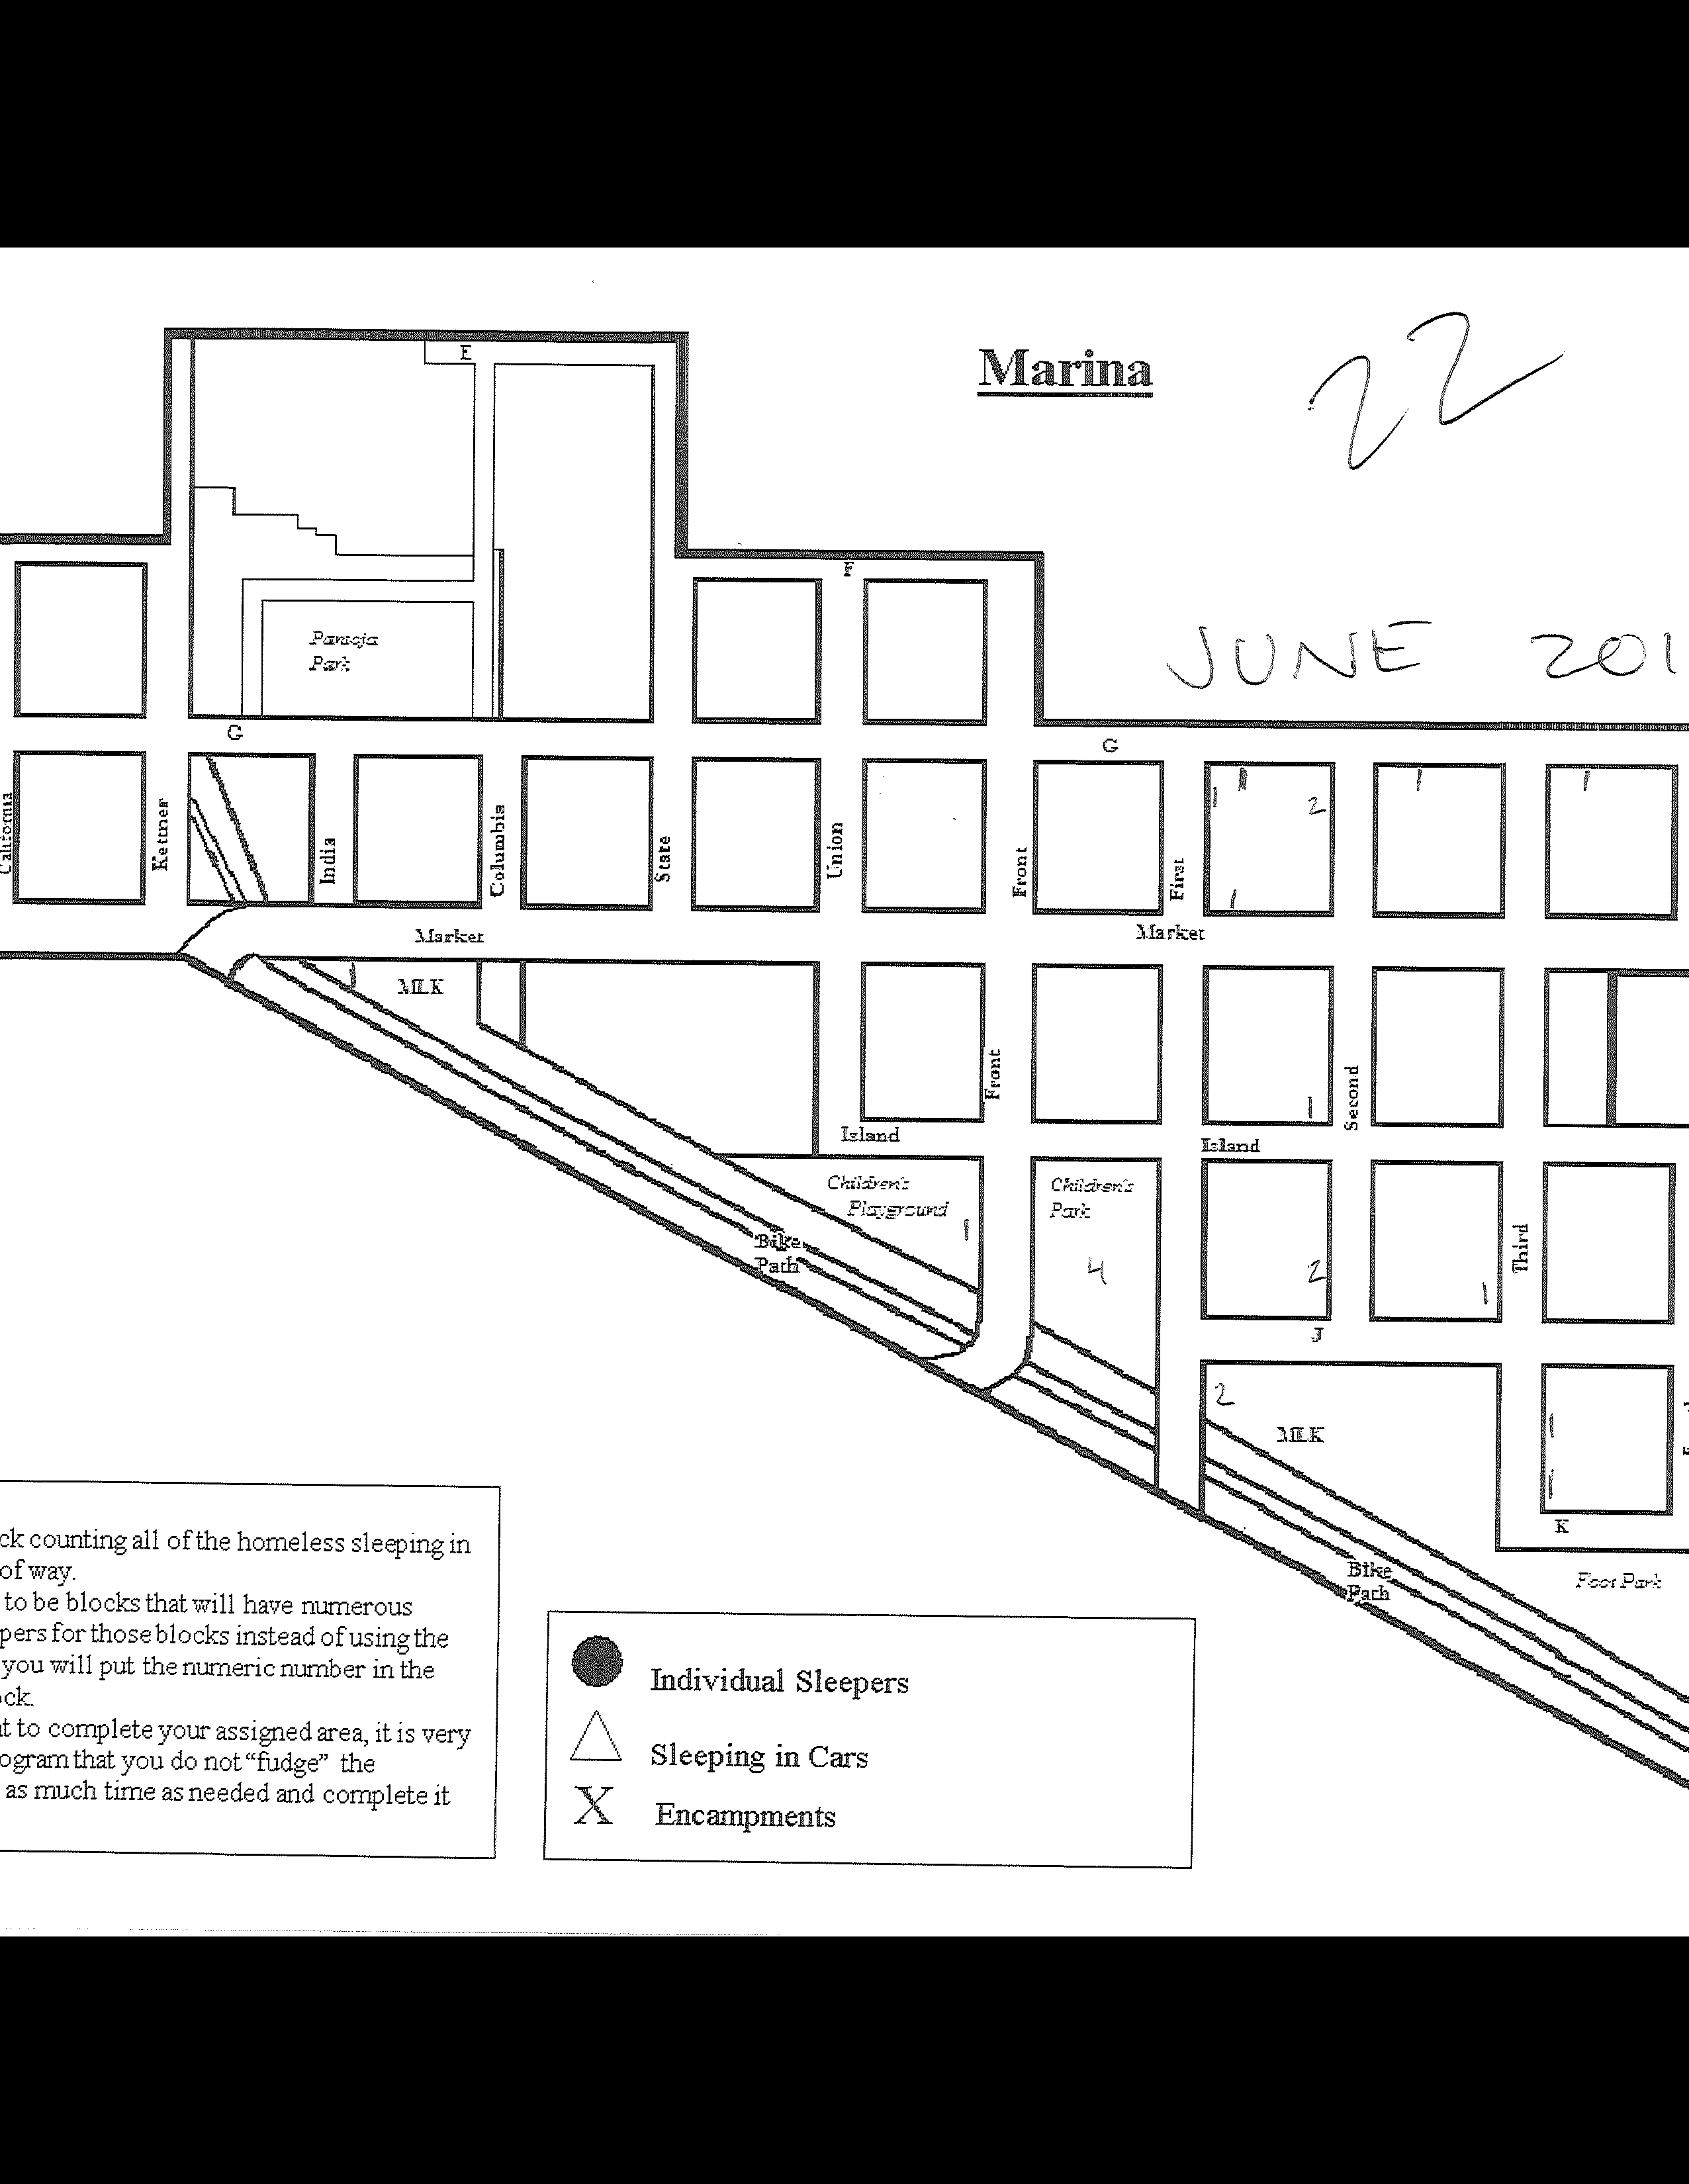 Marina
22
E
F
JUNE 201
Park
G
G
California
Kettner
India
Columbia
State
Union
Front
First
1
1
2
1
1
1
Market
Market
1
MLK
Front
1
Second
Island
Island
Children's
Playground
1
Children's
Park
4
2
1
Third
Bike
Path
J
2
MLK
1
1
K
Bike
Path
Foot Park
ck counting all of the homeless sleeping in
of way.
to be blocks that will have numerous
pers for those blocks instead of using the
you will put the numeric number in the
ck.
t to complete your assigned area, it is very
ogram that you do not "fudge" the
as much time as needed and complete it
Individual Sleepers
Sleeping in Cars
X Encampments